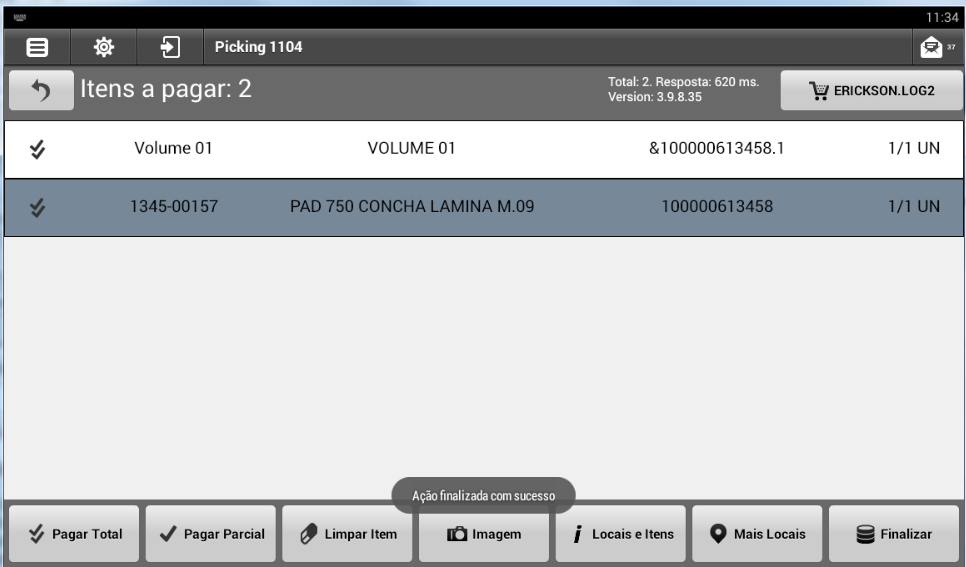 11:34
Picking 1104
37
Itens a pagar: 2
Total: 2. Resposta: 620 ms.
Version: 3.9.8.35
ERICKSON.LOG2
Volume 01 VOLUME 01 &100000613458.1 1/1 UN
1345-00157 PAD 750 CONCHA LAMINA M.09 100000613458 1/1 UN
Ação finalizada com sucesso
Pagar Total Pagar Parcial Limpar Item Imagem Locais e Itens Mais Locais Finalizar